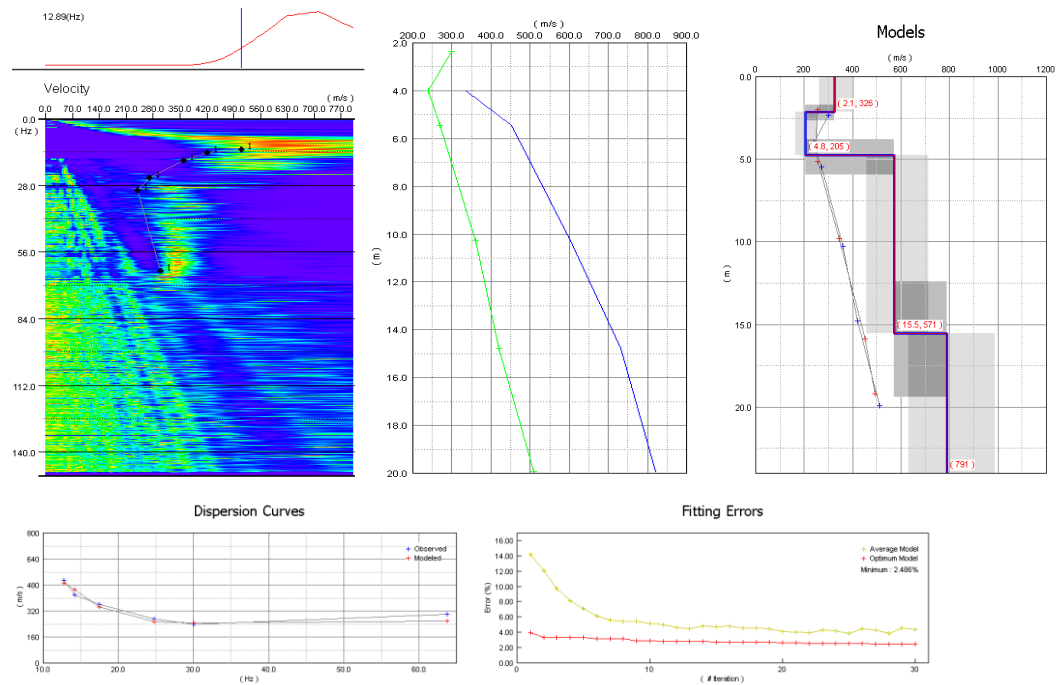 12.89(Hz)
Velocity
(m/s)
0.0 70.0 140.0 210.0 280.0 350.0 420.0 490.0 560.0 630.0 700.0 770.0
0.0
(Hz)
28.0
56.0
84.0
112.0
140.0
(m/s)
200.0 300.0 400.0 500.0 600.0 700.0 800.0 900.0
2.0
4.0
6.0
8.0
10.0
(m)
12.0
14.0
16.0
18.0
20.0
Models
(m/s)
0 200 400 600 800 1000 1200
0.0
5.0
10.0
(m)
15.0
20.0
(2.1, 326)
(4.8, 205)
(15.5, 571)
(791)
1
1
1
1
1
Dispersion Curves
800
640
480
(m/s)
320
160
0
10.0 20.0 30.0 40.0 50.0 60.0
(Hz)
Observed
Modeled
Fitting Errors
16.00
14.00
12.00
10.00
Error(%)
8.00
6.00
4.00
2.00
0.00
0 10 20 30
(# Iteration)
Average Model
Optimum Model
Minimum : 2.486%